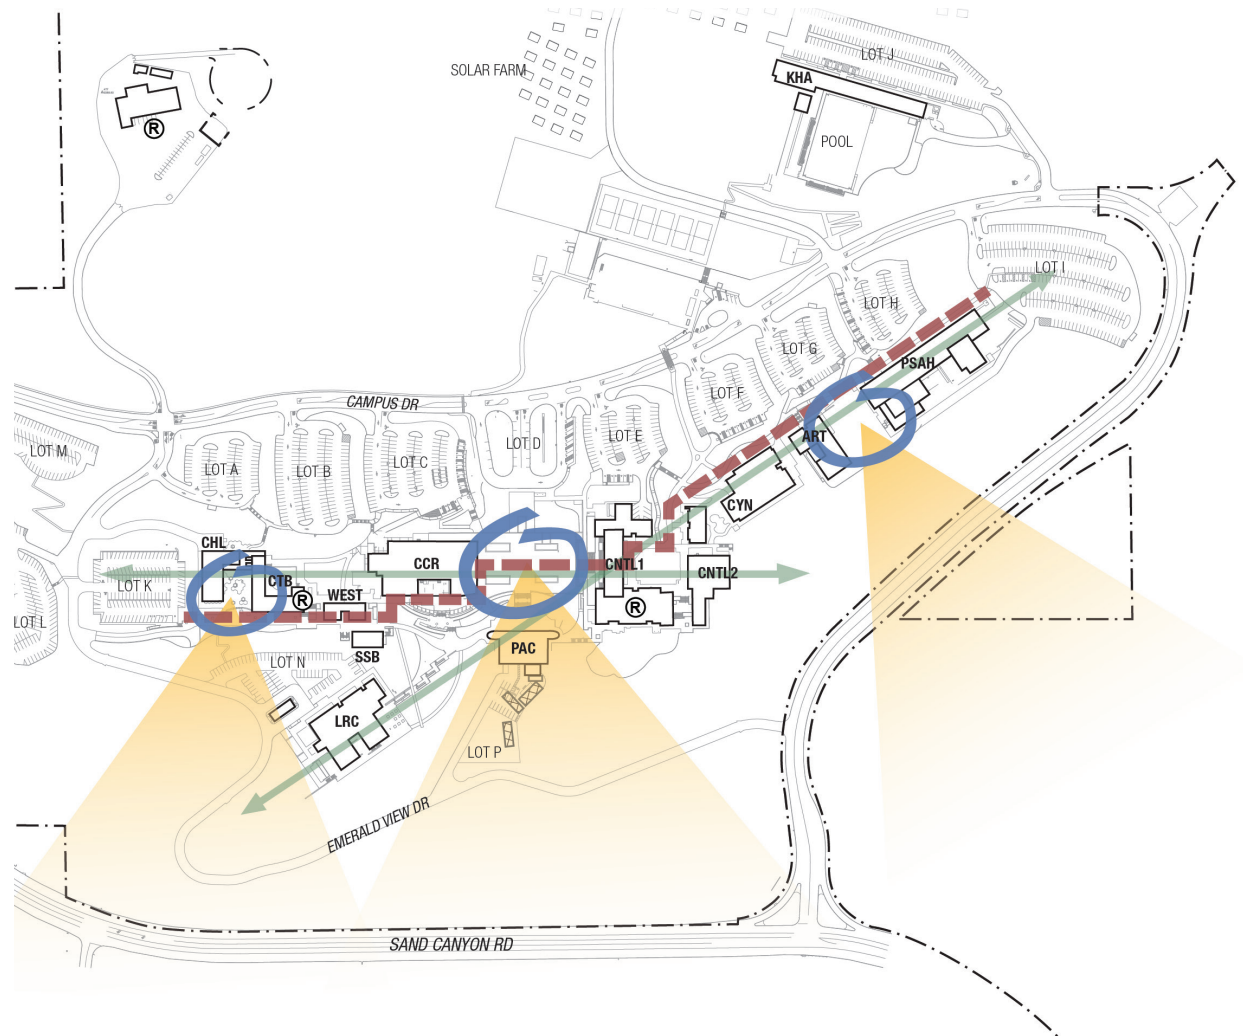 SOLAR FARM
LOT J
KHA
POOL
R
LOT I
LOT H
LOT G
PSAH
LOT F
CAMPUS DR
LOT M
LOT A
LOT B
LOT C
LOT D
LOT E
ART
CYN
CHL
CCR
CNTL1
CNTL2
LOT K
CTB
WEST
R
R
LOT L
SSB
PAC
LOT N
LRC
LOT P
EMERALD VIEW DR
SAND CANYON RD